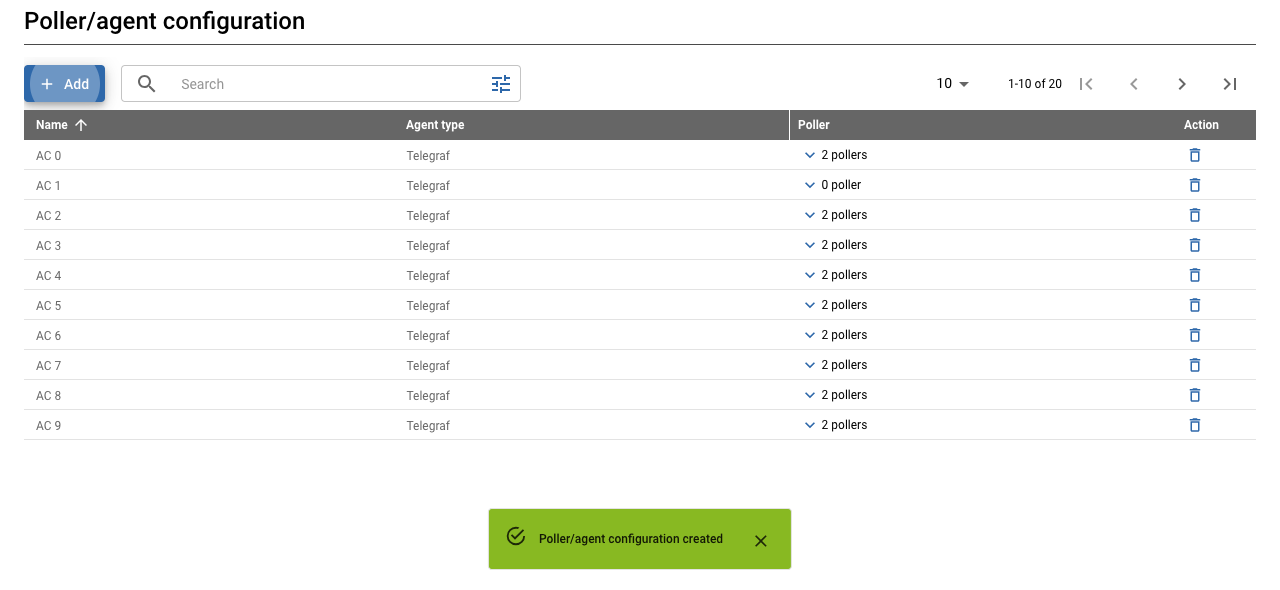 Poller/agent configuration
Add
Search
10
1-10 of 20
Name Agent type Poller Action
AC 0 Telegraf 2 pollers
AC 1 Telegraf 0 poller
AC 2 Telegraf 2 pollers
AC 3 Telegraf 2 pollers
AC 4 Telegraf 2 pollers
AC 5 Telegraf 2 pollers
AC 6 Telegraf 2 pollers
AC 7 Telegraf 2 pollers
AC 8 Telegraf 2 pollers
AC 9 Telegraf 2 pollers
Poller/agent configuration created